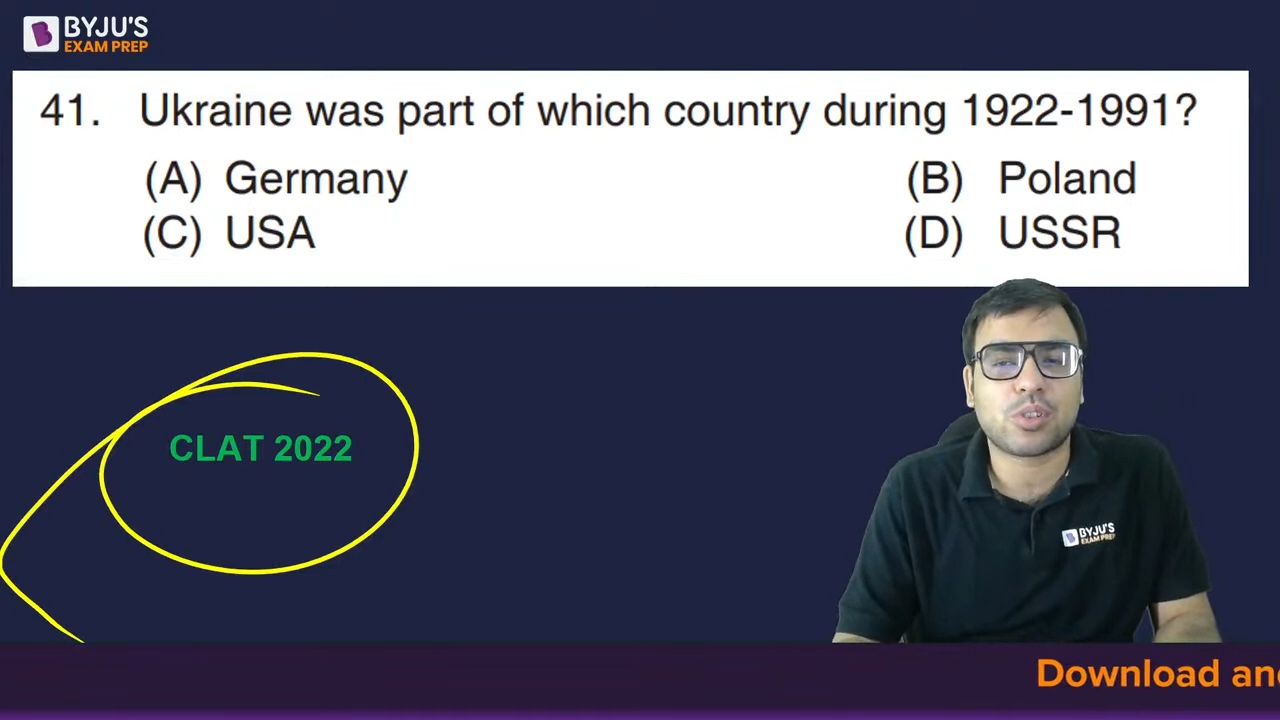 BYJU'S
EXAM PREP
41. Ukraine was part of which country during 1922-1991?
(A) Germany (B) Poland
(C) USA (D) USSR
CLAT 2022
BYJU'S
EXAM PREP
Download